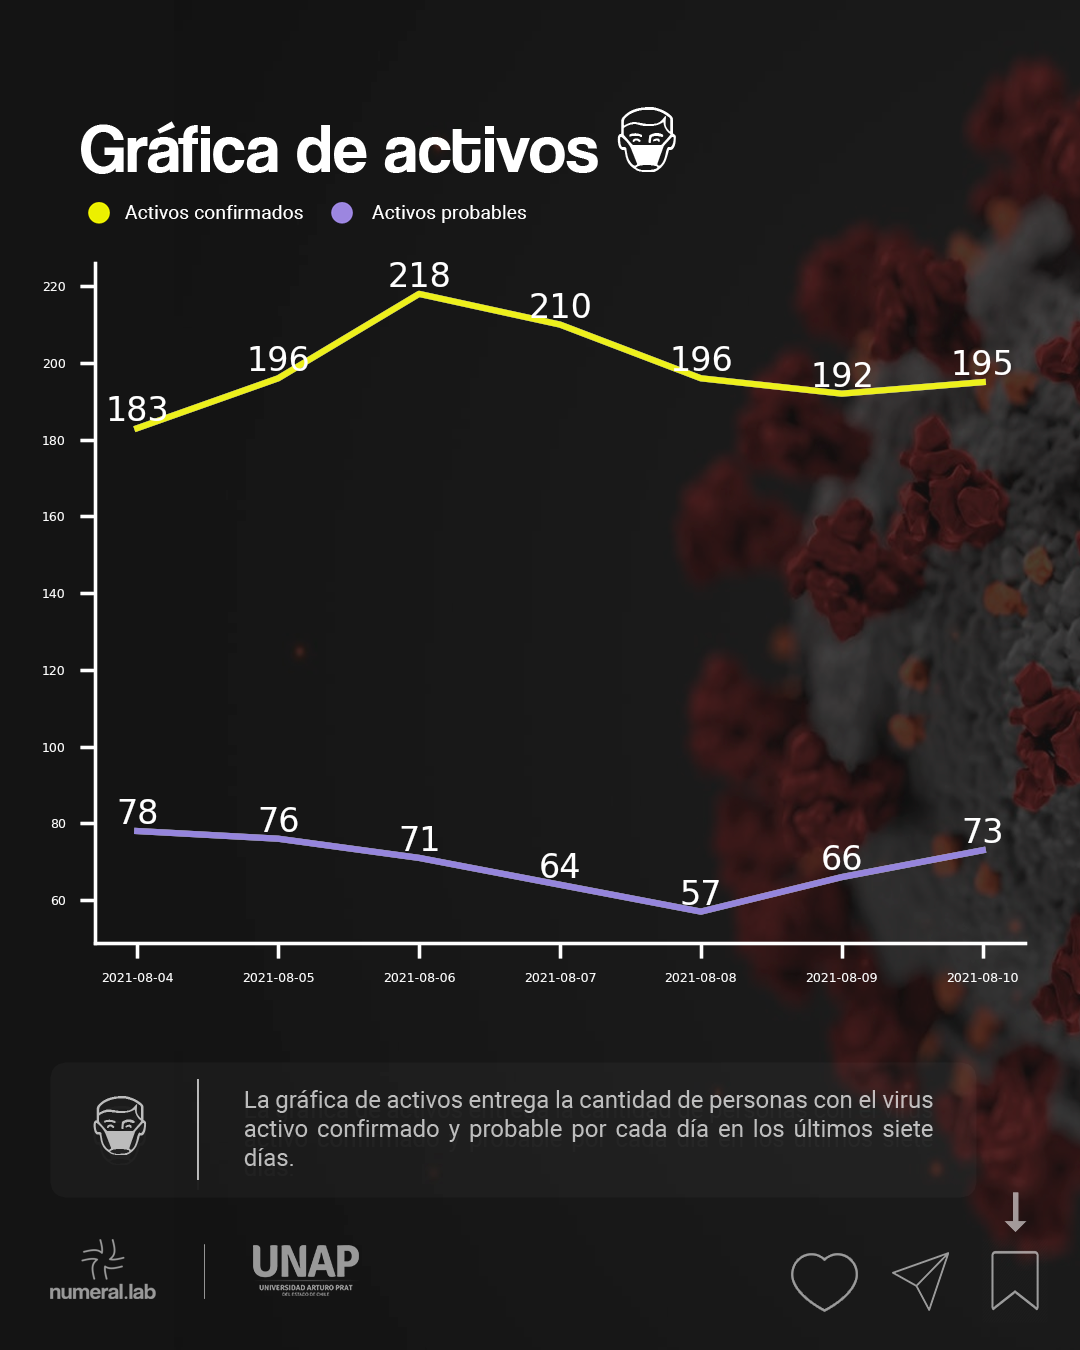 Gráfica de activos
Activos confirmados Activos probables
218
220
210
196 196 195
200
192
183
180
160
140
120
100
78 76 73
80
71
64 66
57
60
2021-08-04 2021-08-05 2021-08-06 2021-08-07 2021-08-08 2021-08-09 2021-08-10
La gráfica de activos entrega la cantidad de personas con el virus
activo confirmado y probable por cada día en los últimos siete
días.
numeral.lab
UNAP
UNIVERSIDAD ARTURO PRAT
DEL ESTADO DE CHILE